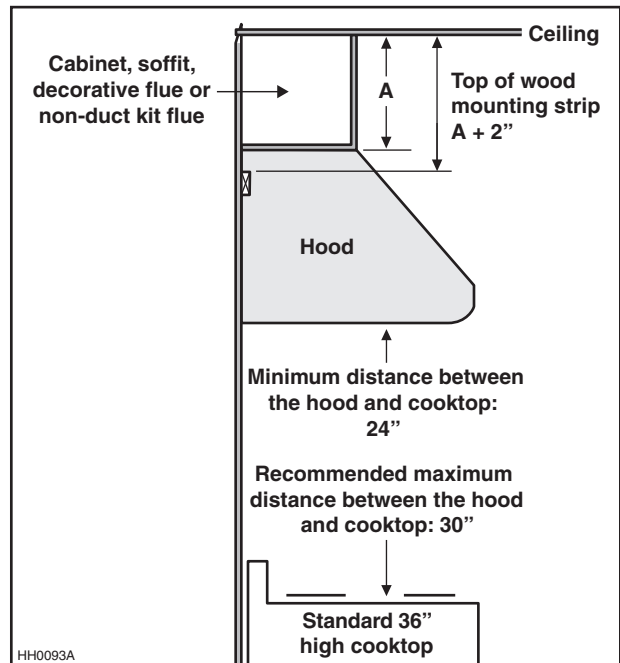 Ceiling
Cabinet, soffit,
decorative flue or
non-duct kit flue
A
Top of wood
mounting strip
A + 2”
Hood
Minimum distance between
the hood and cooktop:
24”
Recommended maximum
distance between the hood
and cooktop: 30”
Standard 36”
high cooktop
HH0093A